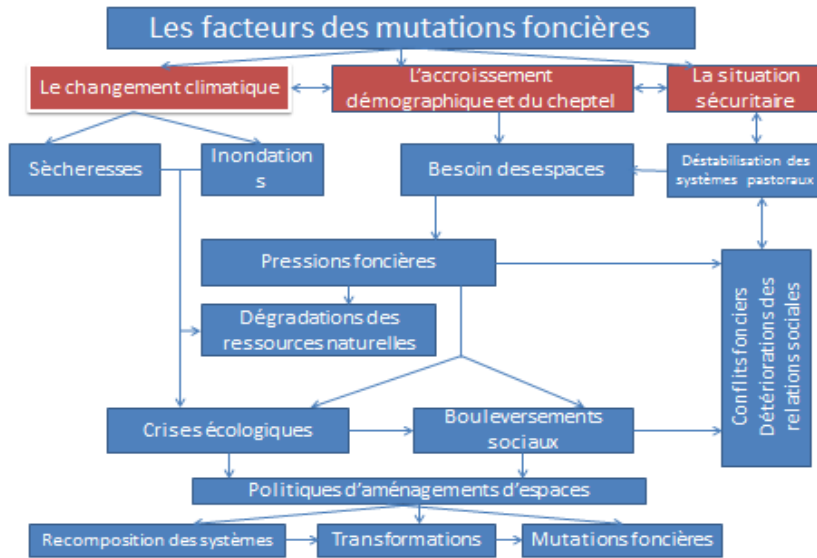 Les facteurs des mutations foncières
Le changement climatique
L'accroissement
démographique et du cheptel
La situation
sécuritaire
Sècheresses
Inondation
s
Besoin des espaces
Déstabilisation des
systèmes pastoraux
Pressions foncières
Dégradations des
ressources naturelles
Conflits fonciers
Détériorations des
relations sociales
Crises écologiques
Bouleversements
sociaux
Politiques d'aménagements d'espaces
Recomposition des systèmes
Transformations
Mutations foncières